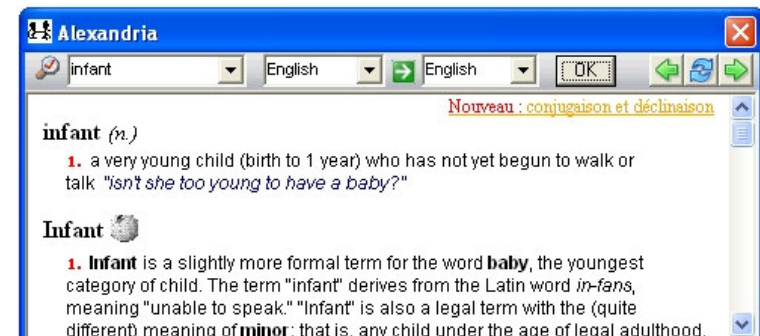 Alexandria
infant English English OK
Nouveau : conjugaison et déclinaison
infant (n.)
1. a very young child (birth to 1 year) who has not yet begun to walk or
talk "isn't she too young to have a baby?"
Infant
1. Infant is a slightly more formal term for the word baby, the youngest
category of child. The term "infant" derives from the Latin word in-fans,
meaning "unable to speak." "Infant" is also a legal term with the (quite
different) meaning of minor; that is, any child under the age of legal adulthood.